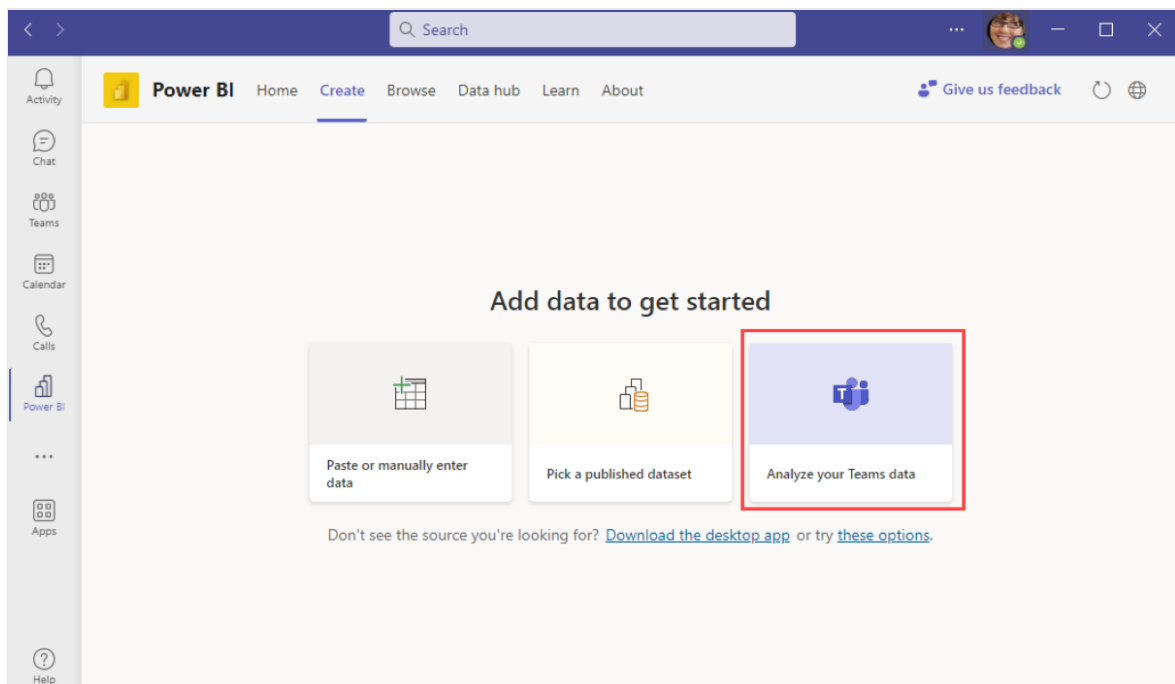 Search
Activity
Chat
Teams
Calendar
Calls
Power BI
Apps
Help
Power BI Home Create Browse Data hub Learn About Give us feedback
Add data to get started
Paste or manually enter
data
Pick a published dataset
T
Analyze your Teams data
Don't see the source you're looking for? Download the desktop app or try these options.